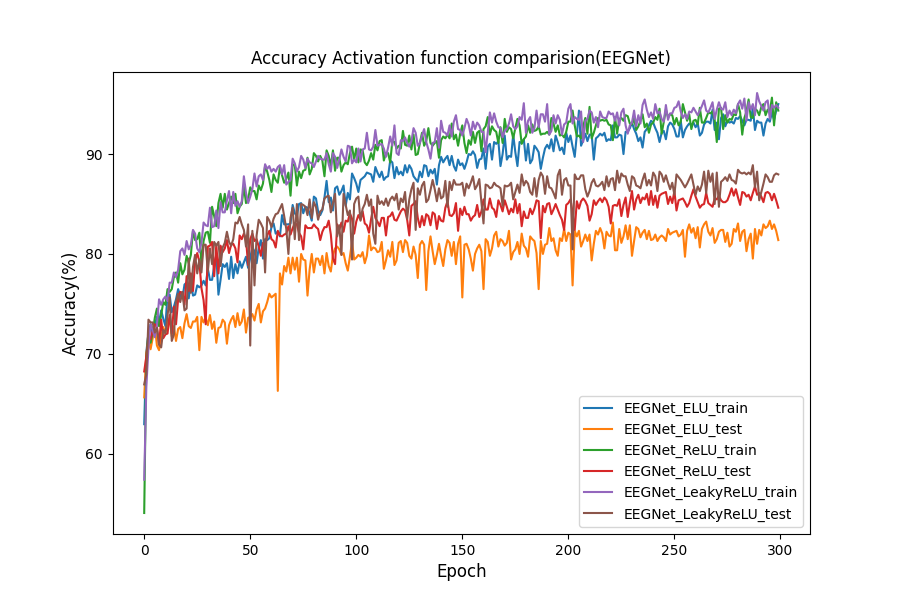 Accuracy Activation function comparision(EEGNet)
Accuracy(%)
90
80
70
60
0
50
100
150
200
250
300
Epoch
EEGNet_ELU_train
EEGNet_ELU_test
EEGNet_ReLU_train
EEGNet_ReLU_test
EEGNet_LeakyReLU_train
EEGNet_LeakyReLU_test